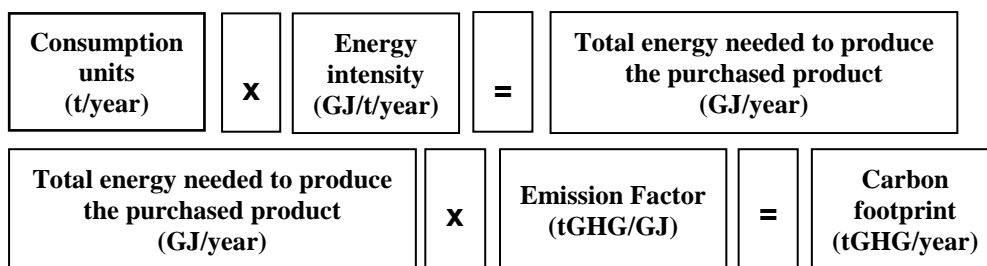 Consumption
units
(t/year)
x
Energy
intensity
(GJ/t/year)
=
Total energy needed to produce
the purchased product
(GJ/year)
Total energy needed to produce
the purchased product
(GJ/year)
x
Emission Factor
(tGHG/GJ)
=
Carbon
footprint
(tGHG/year)